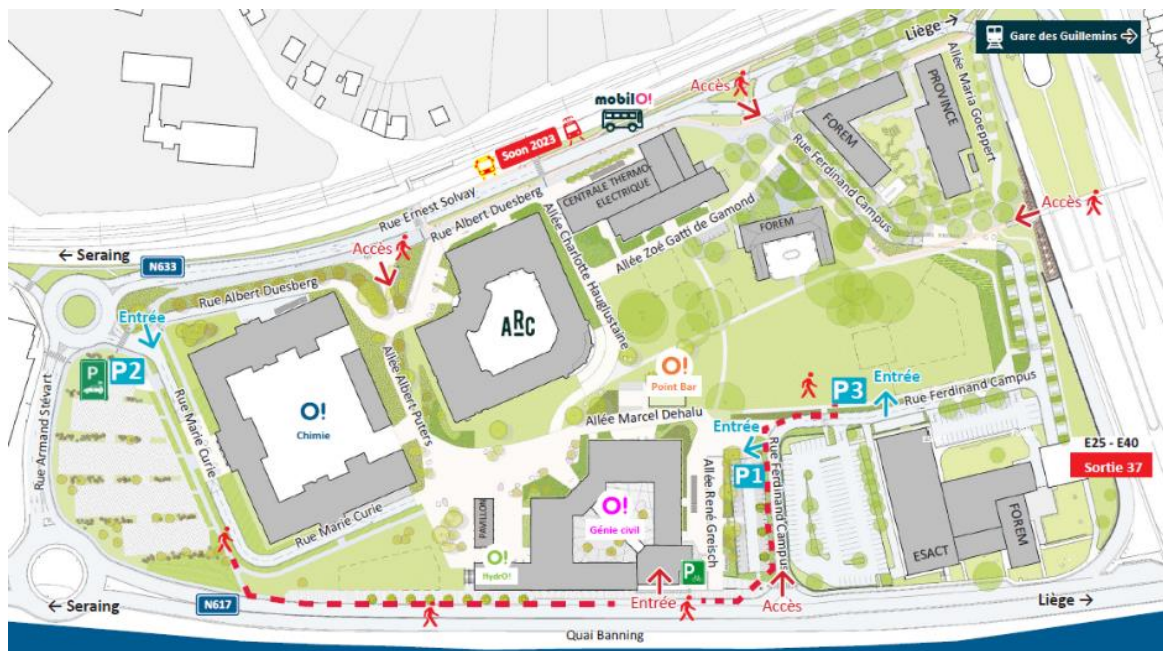 Liège →
Gare des Guillemins
Accès
mobilO!
Soon 2023
FOREM
PROVINCE
Allée Maria Goeppert
Rue Ferdinand Campus
CENTRALE THERMO
ELECTRIQUE
Rue Ernest Solvay
Rue Albert Duesberg
Allée Charlotte Hauglustaine
Allée Zoé Gatti de Gamond
FOREM
Accès
← Seraing
N633
Accès
Rue Albert Duesberg
ARC
Entrée
P P2
Allée Albert Puters
O!
Chimie
O!
Point Bar
P3
Entrée
Rue Ferdinand Campus
Rue Armand Stévart
Rue Marie Curie
Allée Marcel Dehalu
Entrée
P1
E25 - E40
Sortie 37
Allée René Greisch
Rue Ferdinand Campus
O!
Génie civil
PAVILLON
Rue Marie Curie
O!
HydrO!
P
ESACT
FOREM
← Seraing
N617
Entrée
Accès
Liège →
Quai Banning